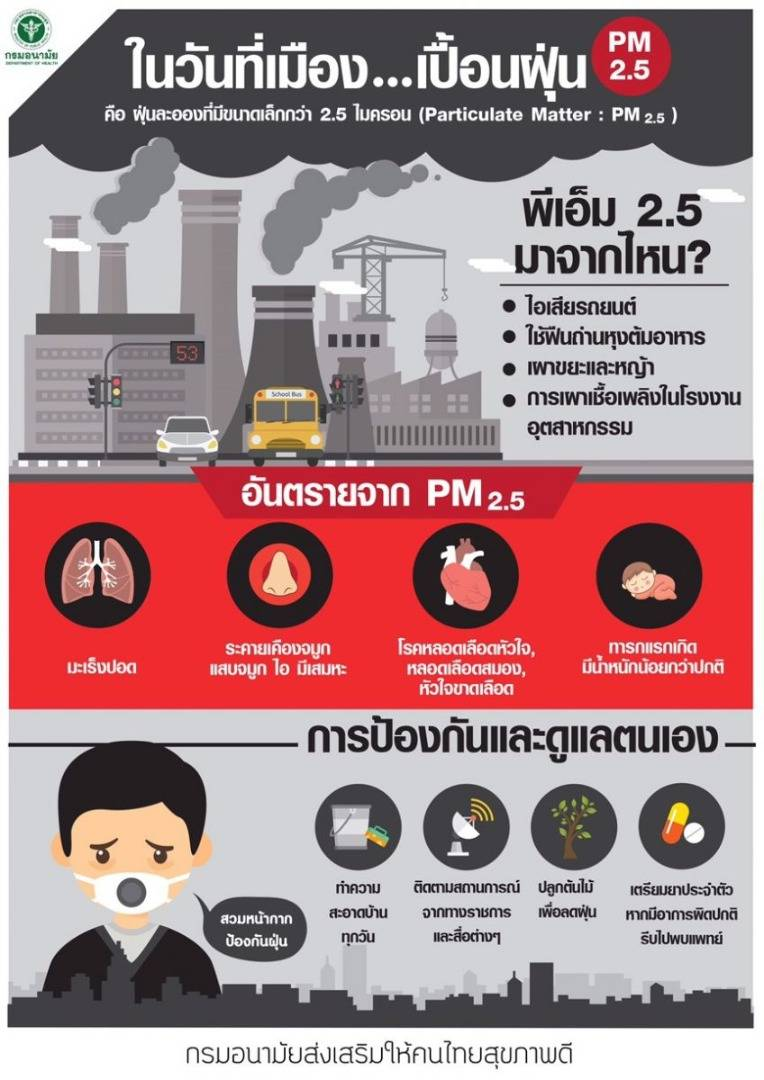 กรมอนามัย
DEPARTMENT OF HEALTH
ในวันที่เมือง...เปื้อนฝุ่น
PM
2.5
คือ ฝุ่นละอองที่มีขนาดเล็กกว่า 2.5 ไมครอน (Particulate Matter : PM 2.5 )
พีเอ็ม 2.5
มาจากไหน?
• ไอเสียรถยนต์
• ใช้ฟืนถ่านหุงต้มอาหาร
• เผาขยะและหญ้า
• การเผาเชื้อเพลิงในโรงงาน
อุตสาหกรรม
53
School Bus
อันตรายจาก PM 2.5
มะเร็งปอด
ระคายเคืองจมูก
แสบจมูก ไอ มีเสมหะ
โรคหลอดเลือดหัวใจ,
หลอดเลือดสมอง,
หัวใจขาดเลือด
ทารกแรกเกิด
มีน้ำหนักน้อยกว่าปกติ
การป้องกันและดูแลตนเอง
สวมหน้ากาก
ป้องกันฝุ่น
ทำความ
สะอาดบ้าน
ทุกวัน
ติดตามสถานการณ์
จากทางราชการ
และสื่อต่างๆ
ปลูกต้นไม้
เพื่อลดฝุ่น
เตรียมยาประจำตัว
หากมีอาการผิดปกติ
รีบไปพบแพทย์
กรมอนามัยส่งเสริมให้คนไทยสุขภาพดี